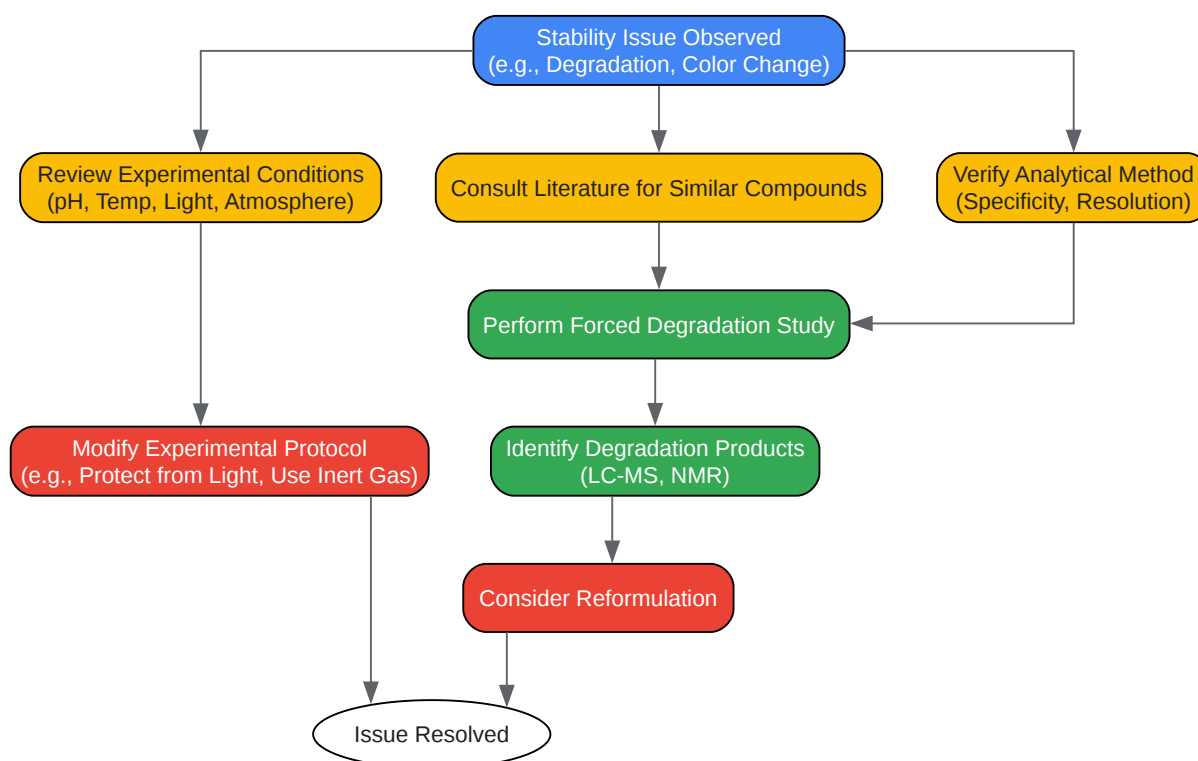 Stability Issue Observed
(e.g., Degradation, Color Change)
Review Experimental Conditions
(pH, Temp, Light, Atmosphere)
Consult Literature for Similar Compounds
Verify Analytical Method
(Specificity, Resolution)
Perform Forced Degradation Study
Modify Experimental Protocol
(e.g., Protect from Light, Use Inert Gas)
Identify Degradation Products
(LC-MS, NMR)
Consider Reformulation
Issue Resolved